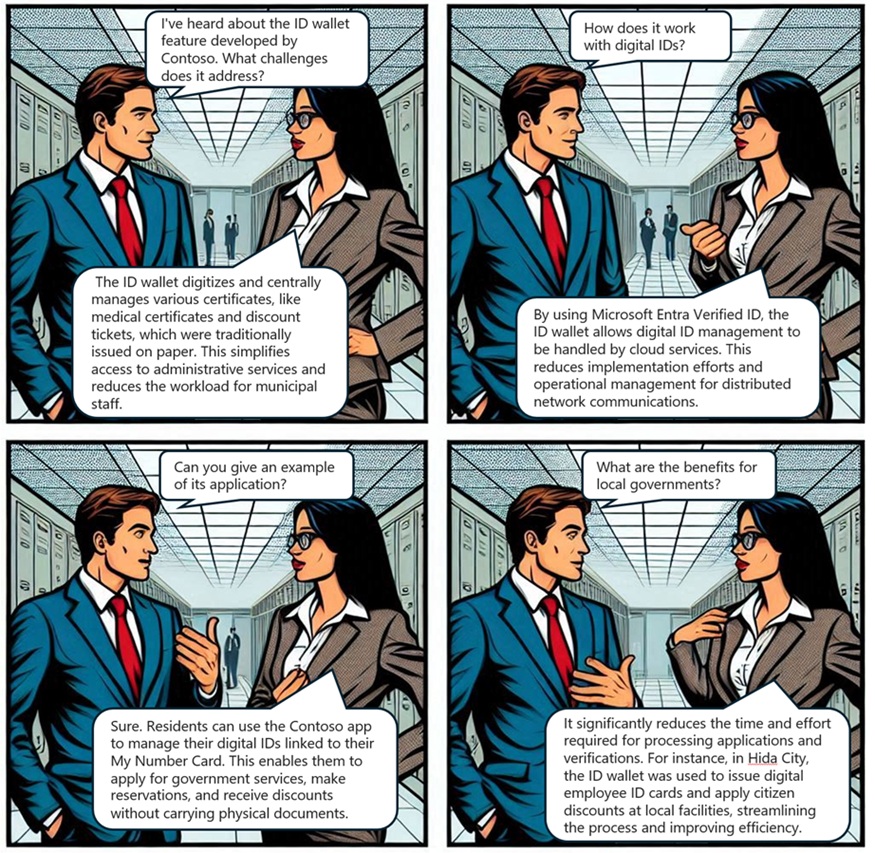 I've heard about the ID wallet
feature developed by
Contoso. What challenges
does it address?
The ID wallet digitizes and centrally
manages various certificates, like
medical certificates and discount
tickets, which were traditionally
issued on paper. This simplifies
access to administrative services and
reduces the workload for municipal
staff.
How does it work
with digital IDs?
By using Microsoft Entra Verified ID, the
ID wallet allows digital ID management to
be handled by cloud services. This
reduces implementation efforts and
operational management for distributed
network communications.
Can you give an example
of its application?
Sure. Residents can use the Contoso app
to manage their digital IDs linked to their
My Number Card. This enables them to
apply for government services, make
reservations, and receive discounts
without carrying physical documents.
What are the benefits for
local governments?
It significantly reduces the time and effort
required for processing applications and
verifications. For instance, in Hida City,
the ID wallet was used to issue digital
employee ID cards and apply citizen
discounts at local facilities, streamlining
the process and improving efficiency.